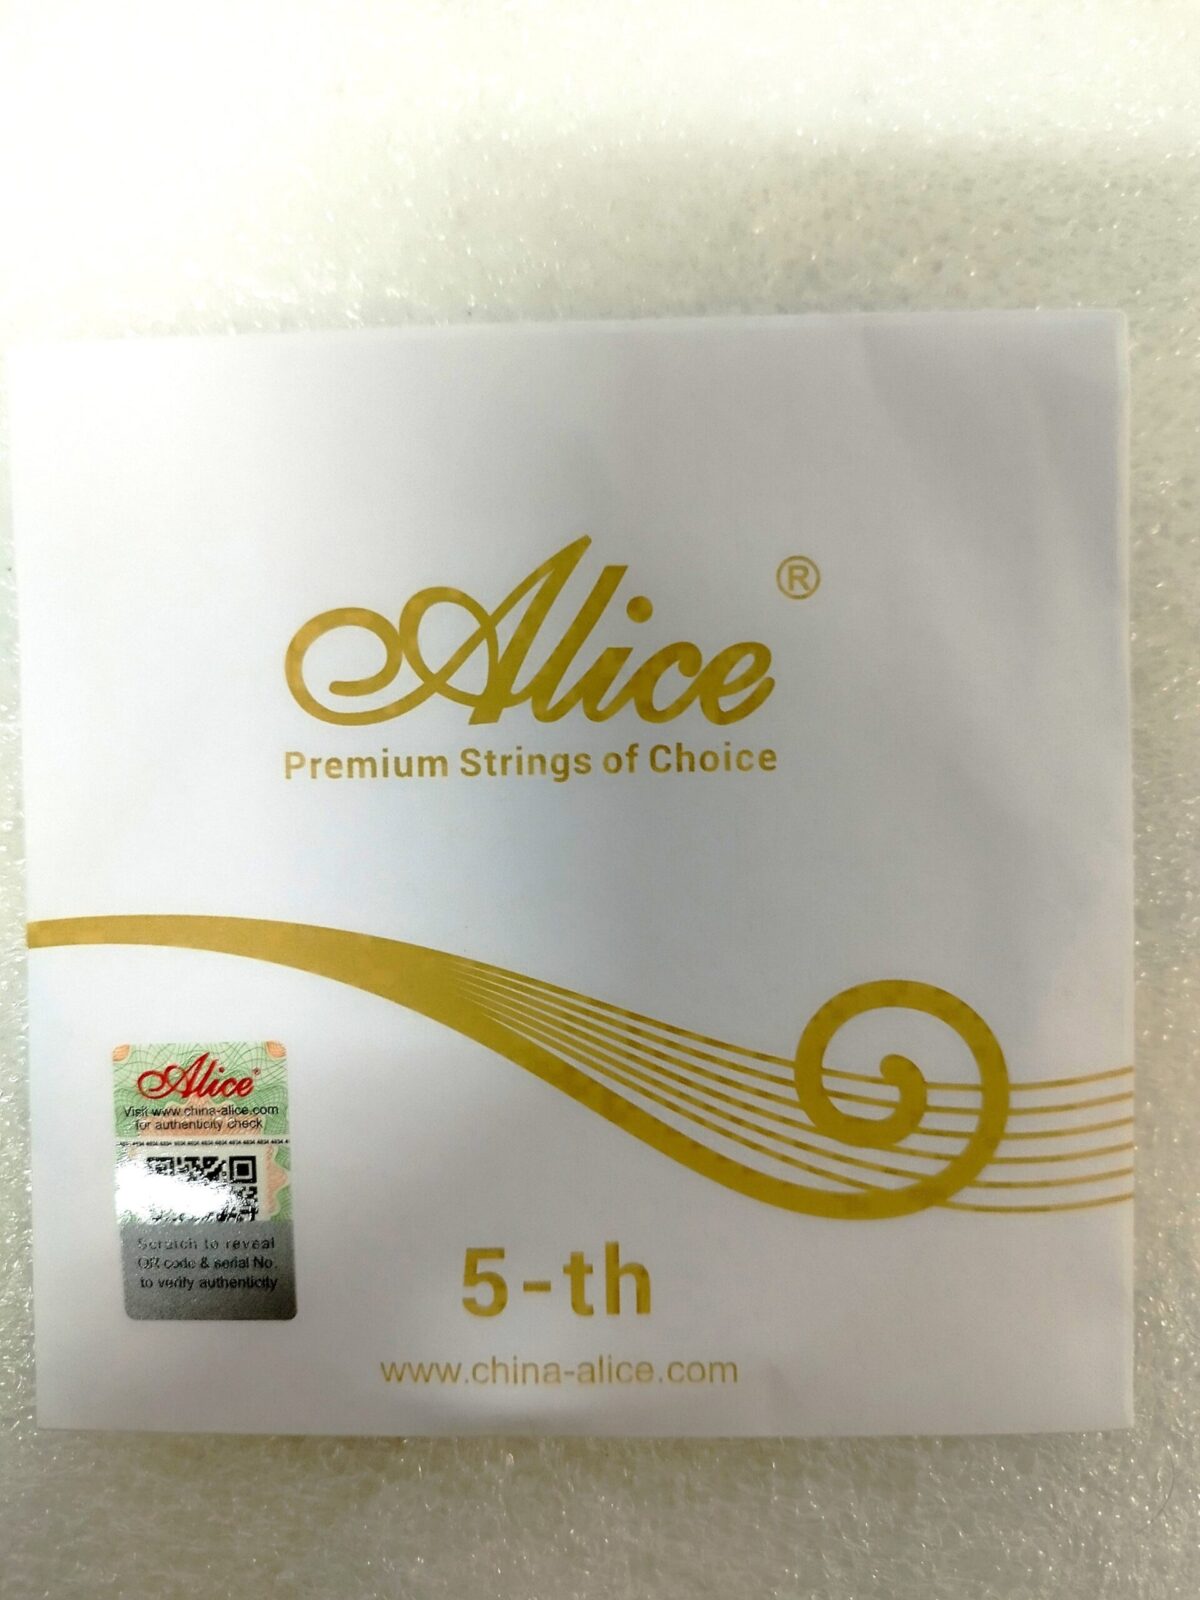 Alice®
Premium Strings of Choice
Alice®
Visit www.china-alice.com
for authenticity check
Scratch to reveal
QR code & serial No.
to verify authenticity
5-th
www.china-alice.com